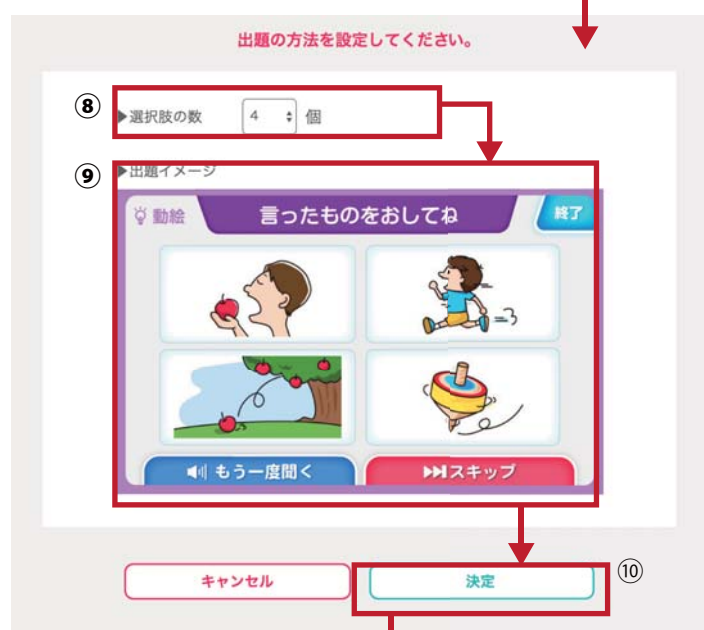 出題の方法を設定してください。
⑧
▶選択肢の数 4 個
⑨
▶出題イメージ
動絵
言ったものをおしてね
終了
もう一度聞く
スキップ
キャンセル
決定
⑩